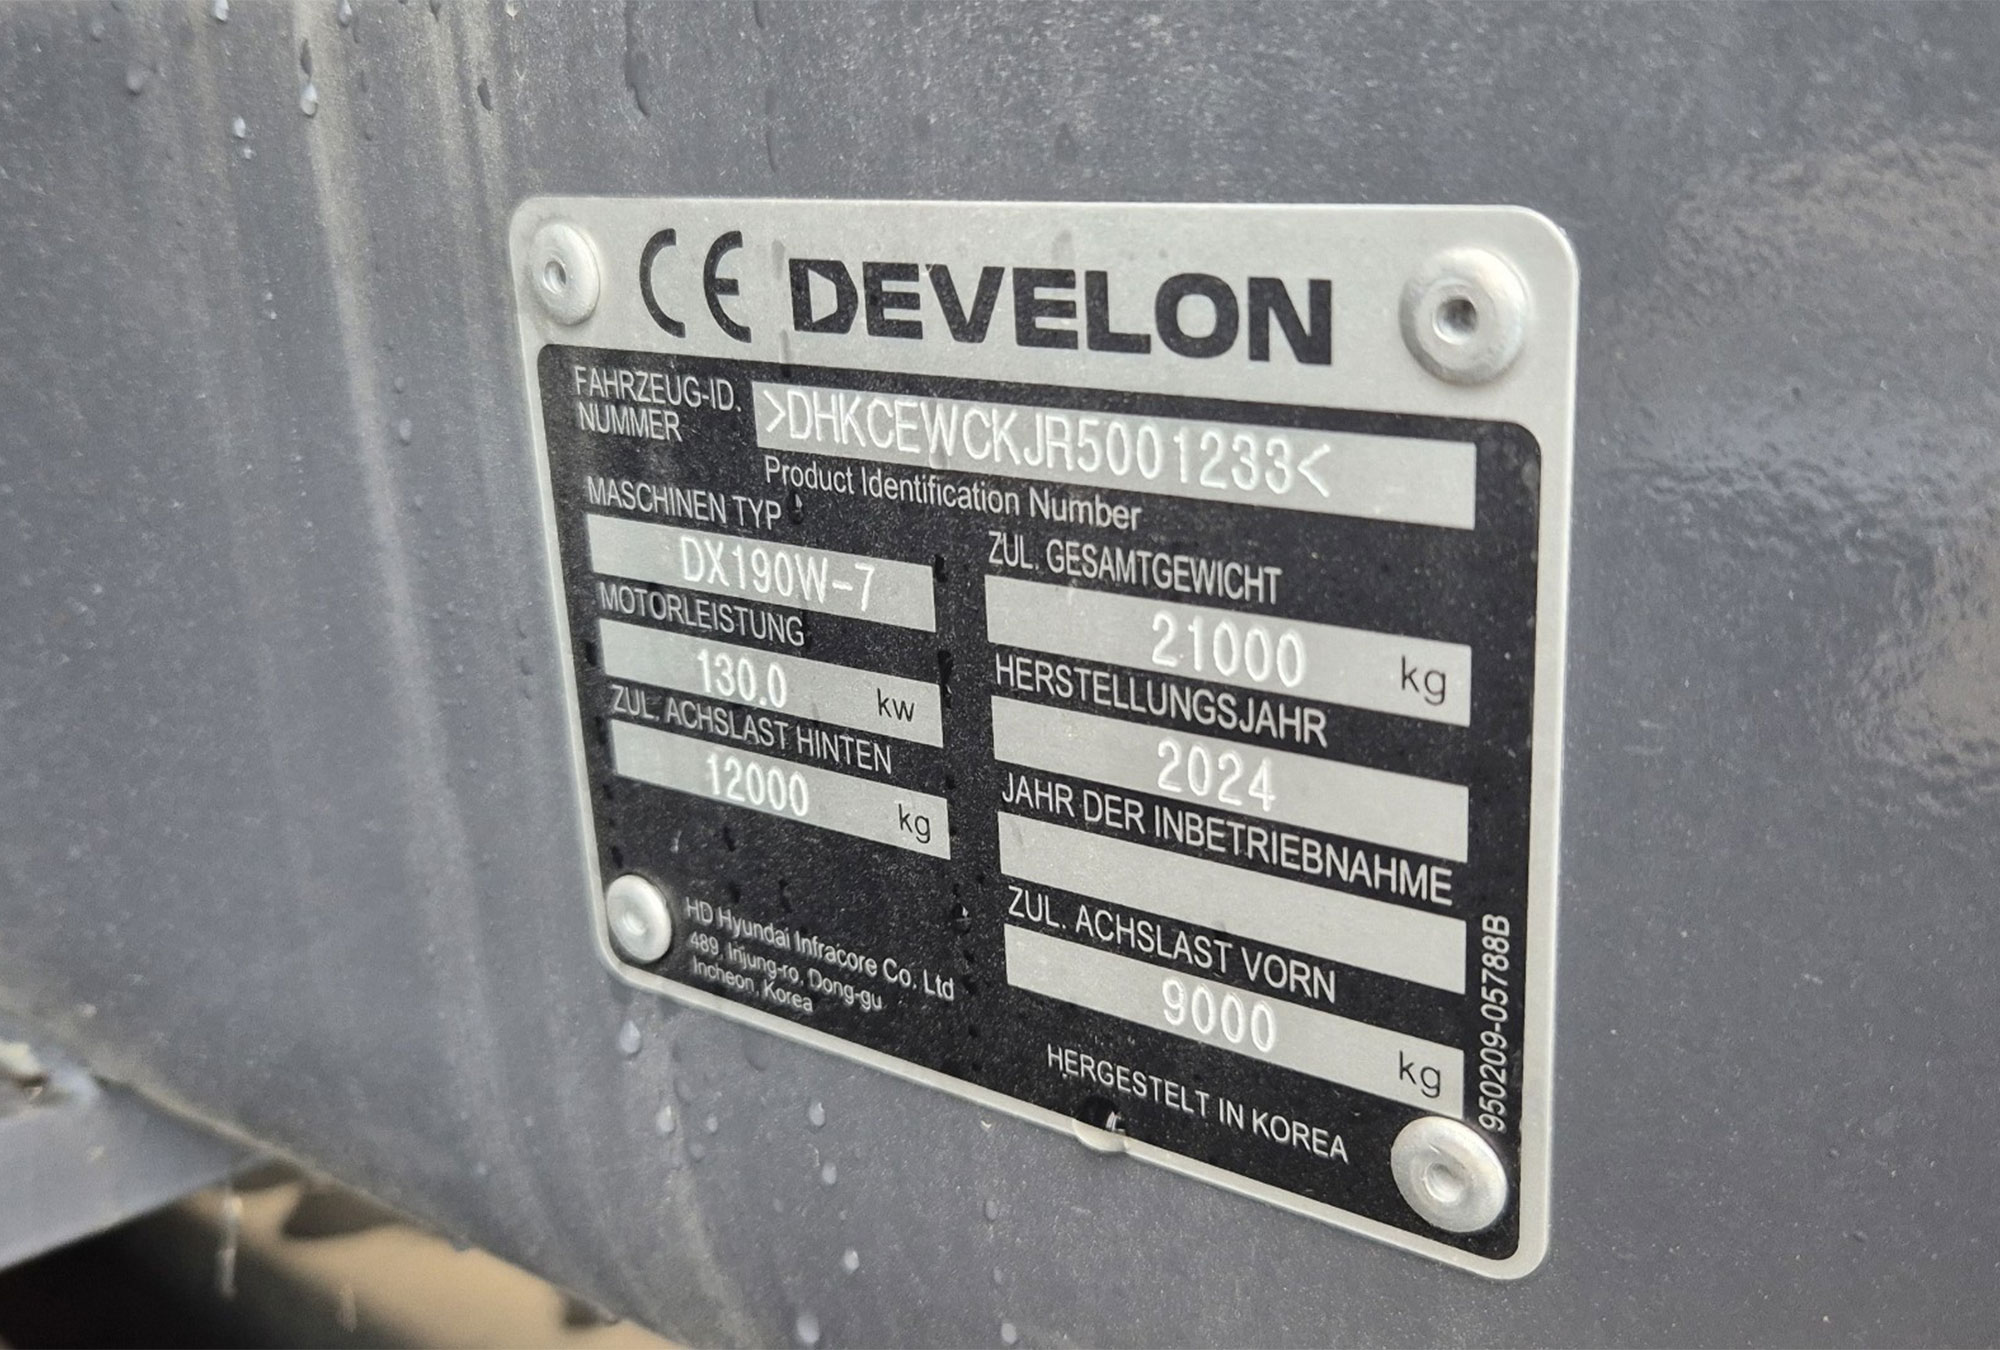 CE DEVELON
FAHRZEUG-ID.
NUMMER
>DHKCEWCKJR5001233<
Product Identification Number
MASCHINEN TYP
DX190W-7
MOTORLEISTUNG
130.0 kw
ZUL. ACHSLAST HINTEN
12000 kg
ZUL. GESAMTGEWICHT
21000 kg
HERSTELLUNGSJAHR
2024
JAHR DER INBETRIEBNAHME
ZUL. ACHSLAST VORN
9000 kg
HD Hyundai Infracore Co. Ltd
489, Injung-ro, Dong-gu
Incheon, Korea
HERGESTELT IN KOREA
950209-05788B